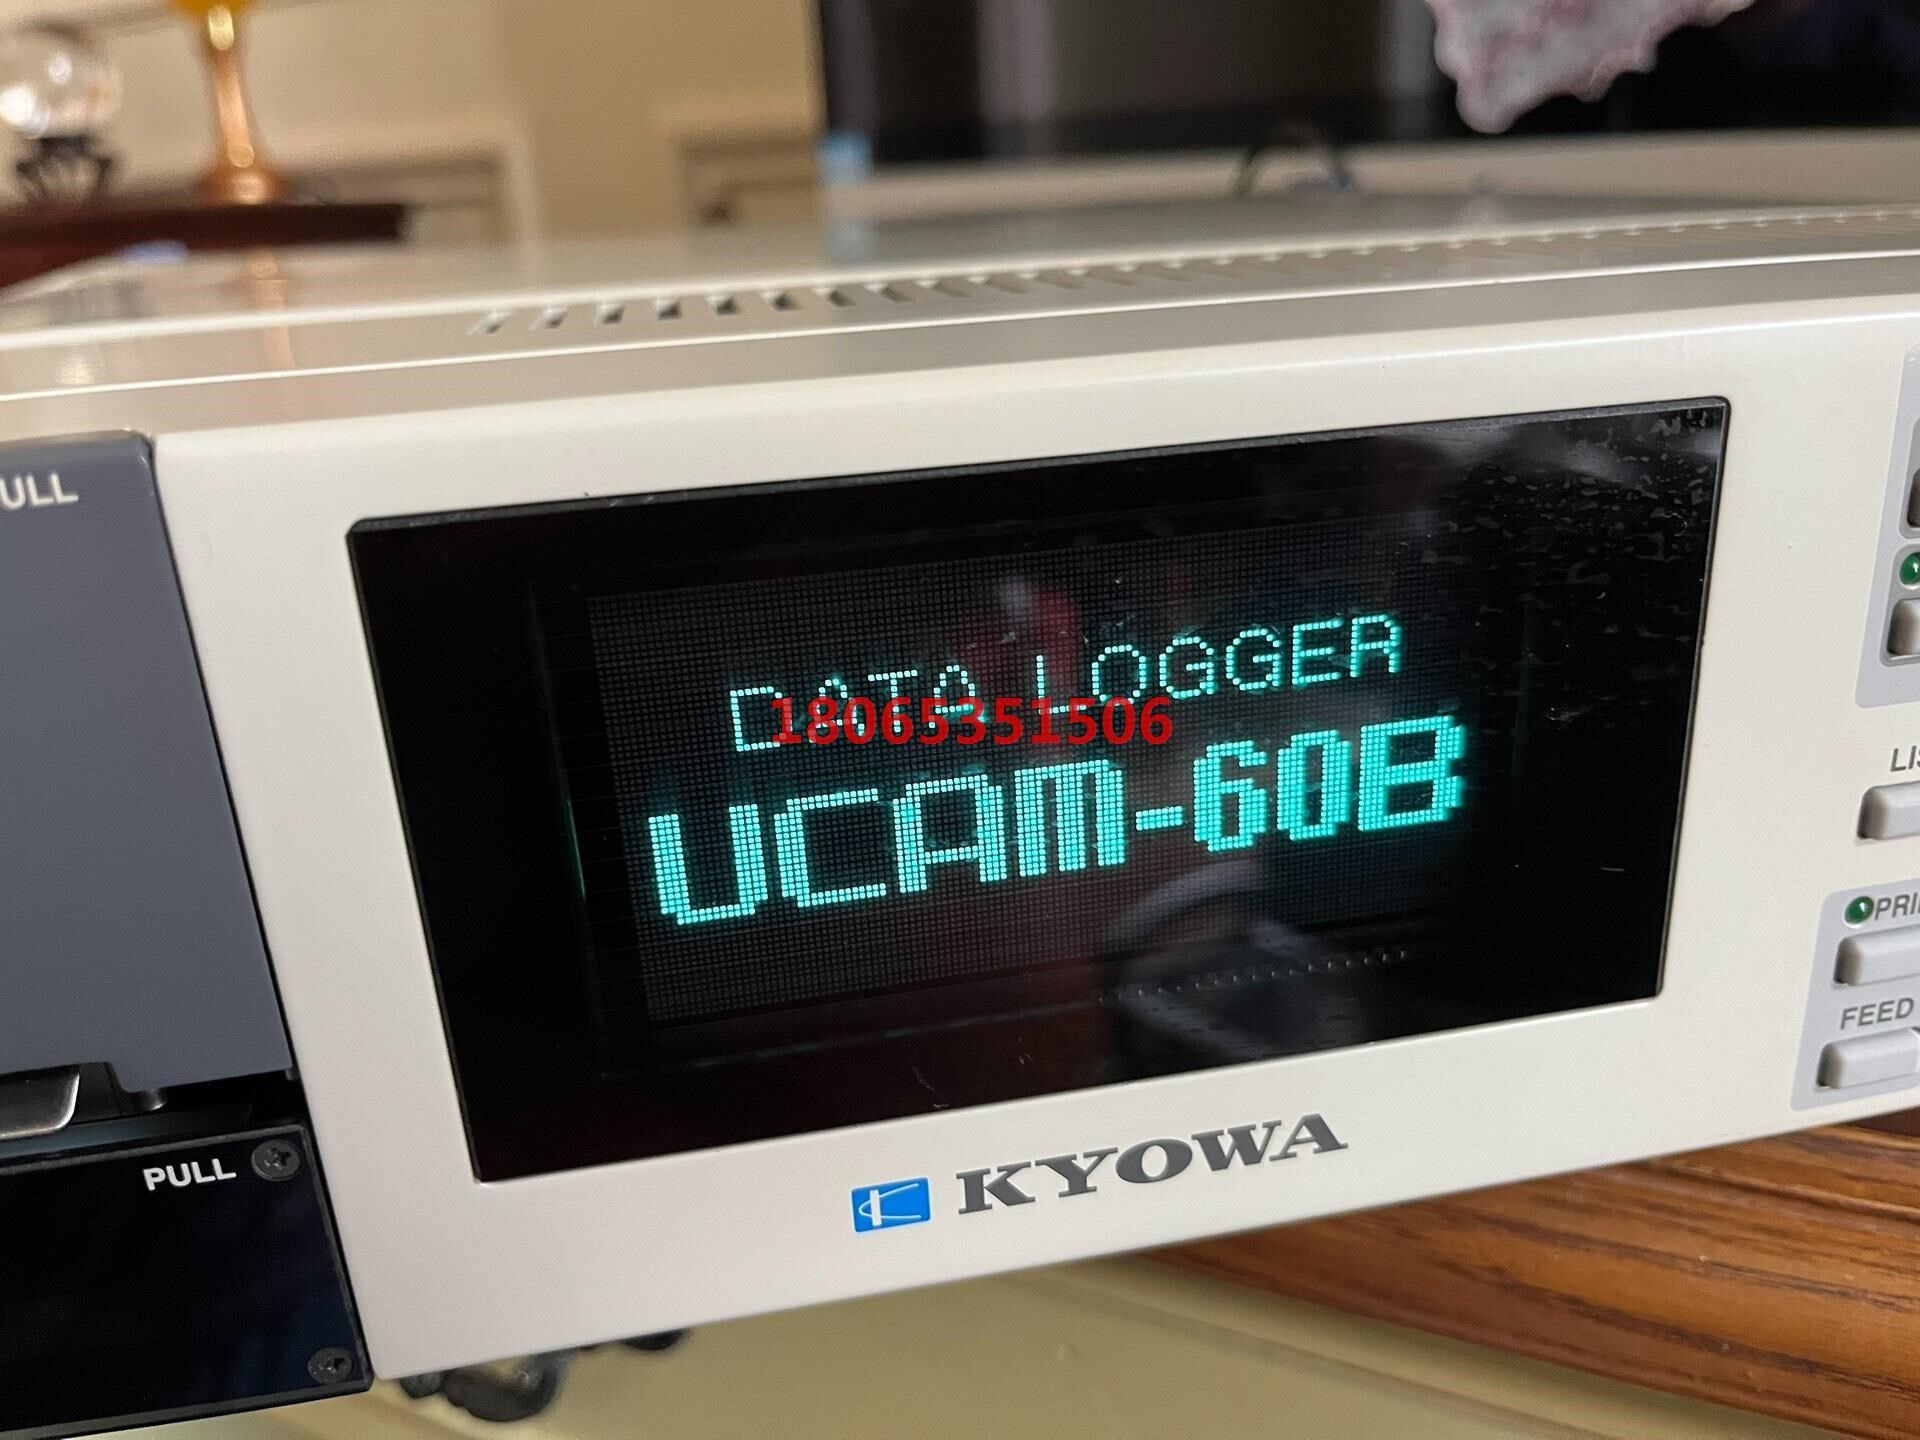 ULL
DATA LOGGER
18065351506
UCAM-60B
LIS
PRI
FEED
PULL
KYOWA